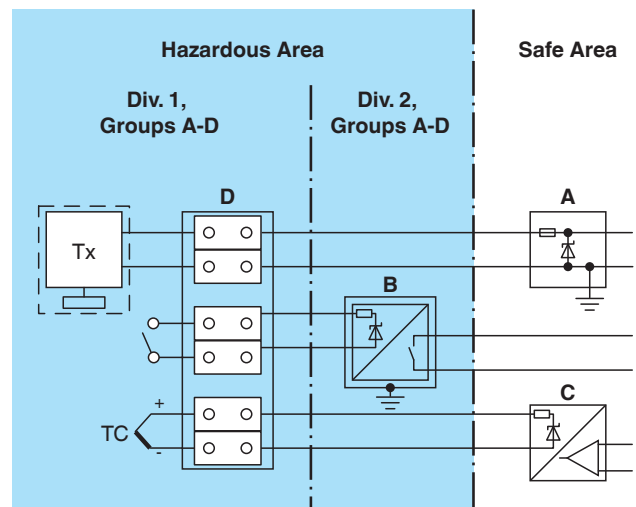 Hazardous Area
Safe Area
Div. 1,
Groups A-D
Div. 2,
Groups A-D
D
A
Tx
B
C
+
TC
-